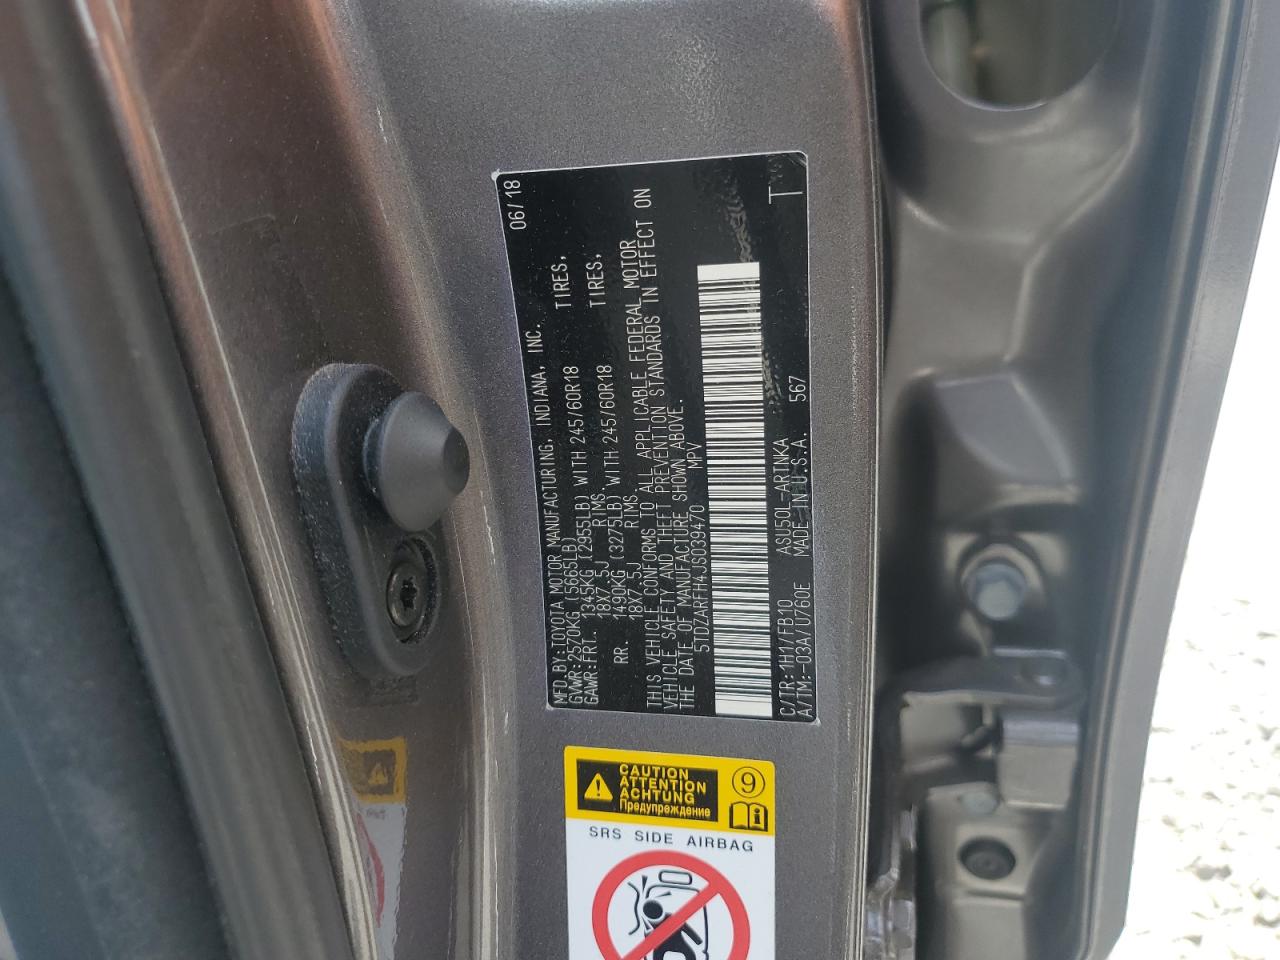 MFD BY:TOYOTA MOTOR MANUFACTURING, INDIANA, INC. 06/18
GVWR:2570KG (5665LB)
GAWR:FRT. 1345KG (2955LB) WITH 245/60R18 TIRES,
18X7.5J RIMS.
RR. 1490KG (3275LB) WITH 245/60R18 TIRES,
18X7.5J RIMS.
THIS VEHICLE CONFORMS TO ALL APPLICABLE FEDERAL MOTOR
VEHICLE SAFETY AND THEFT PREVENTION STANDARDS IN EFFECT ON
THE DATE OF MANUFACTURE SHOWN ABOVE.
5TDZARFH4JS039470 MPV
C/TR:1H1/FB10 ASU50L-ARTNKA T
A/TM:-03A/U760E MADE IN U.S.A. 567
CAUTION
ATTENTION
ACHTUNG
Предупреждение
9
i
SRS SIDE AIRBAG